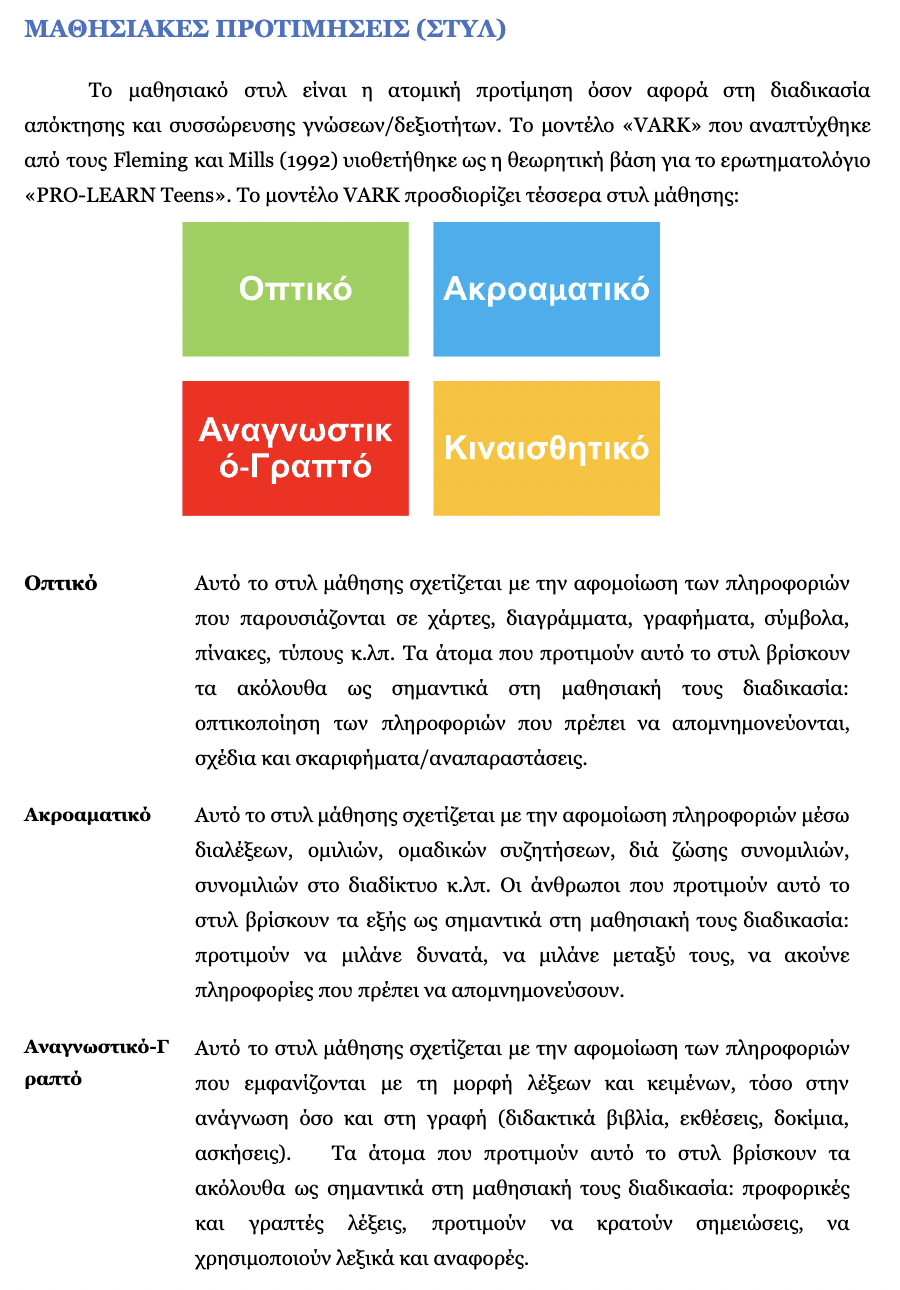 ΜΑΘΗΣΙΑΚΕΣ ΠΡΟΤΙΜΗΣΕΙΣ (ΣΤΥΛ)
Το μαθησιακό στυλ είναι η ατομική προτίμηση όσον αφορά στη διαδικασία
απόκτησης και συσσώρευσης γνώσεων/δεξιοτήτων. Το μοντέλο «VARK» που αναπτύχθηκε
από τους Fleming και Mills (1992) υιοθετήθηκε ως η θεωρητική βάση για το ερωτηματολόγιο
«PRO-LEARN Teens». Το μοντέλο VARK προσδιορίζει τέσσερα στυλ μάθησης:
Οπτικό
Ακροαματικό
Αναγνωστικ
ό-Γραπτό
Κιναισθητικό
Οπτικό
Αυτό το στυλ μάθησης σχετίζεται με την αφομοίωση των πληροφοριών
που παρουσιάζονται σε χάρτες, διαγράμματα, γραφήματα, σύμβολα,
πίνακες, τύπους κ.λπ. Τα άτομα που προτιμούν αυτό το στυλ βρίσκουν
τα ακόλουθα ως σημαντικά στη μαθησιακή τους διαδικασία:
οπτικοποίηση των πληροφοριών που πρέπει να απομνημονεύονται,
σχέδια και σκαριφήματα/αναπαραστάσεις.
Ακροαματικό
Αυτό το στυλ μάθησης σχετίζεται με την αφομοίωση πληροφοριών μέσω
διαλέξεων, ομιλιών, ομαδικών συζητήσεων, διά ζώσης συνομιλιών,
συνομιλιών στο διαδίκτυο κ.λπ. Οι άνθρωποι που προτιμούν αυτό το
στυλ βρίσκουν τα εξής ως σημαντικά στη μαθησιακή τους διαδικασία:
προτιμούν να μιλάνε δυνατά, να μιλάνε μεταξύ τους, να ακούνε
πληροφορίες που πρέπει να απομνημονεύσουν.
Αναγνωστικό-Γ
ραπτό
Αυτό το στυλ μάθησης σχετίζεται με την αφομοίωση των πληροφοριών
που εμφανίζονται με τη μορφή λέξεων και κειμένων, τόσο στην
ανάγνωση όσο και στη γραφή (διδακτικά βιβλία, εκθέσεις, δοκίμια,
ασκήσεις). Τα άτομα που προτιμούν αυτό το στυλ βρίσκουν τα
ακόλουθα ως σημαντικά στη μαθησιακή τους διαδικασία: προφορικές
και γραπτές λέξεις, προτιμούν να κρατούν σημειώσεις, να
χρησιμοποιούν λεξικά και αναφορές.